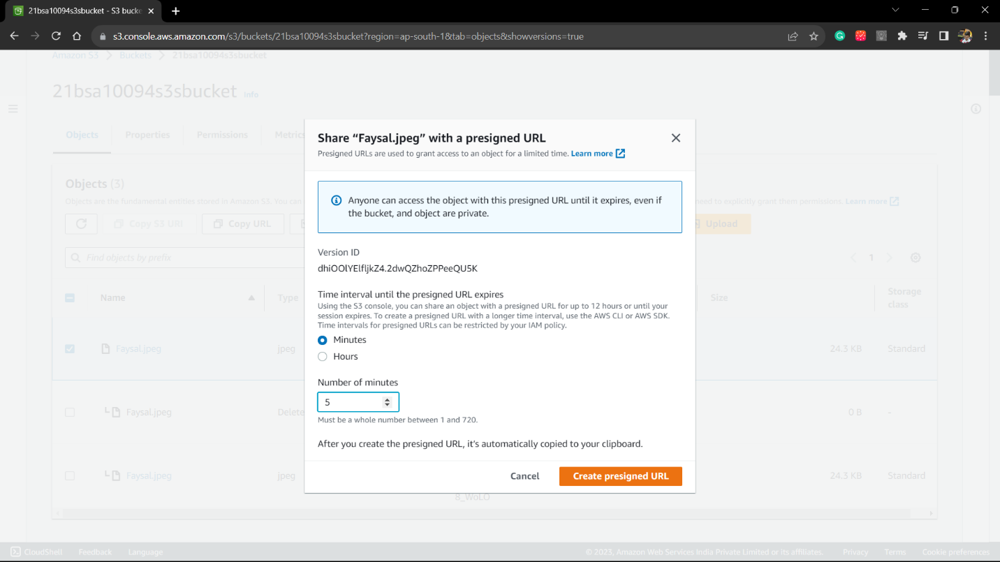 21bsa10094s3sbucket - S3 bucke
s3.console.aws.amazon.com/s3/buckets/21bsa10094s3sbucket?region=ap-south-1&tab=objects&showversions=true
Amazon S3 > Buckets > 21bsa10094s3sbucket
21bsa10094s3sbucket Info
Objects Properties Permissions Metrics
Share “Faysal.jpeg” with a presigned URL
Presigned URLs are used to grant access to an object for a limited time. Learn more
Objects (3)
Objects are the fundamental entities stored in Amazon S3. You can
need to explicitly grant them permissions. Learn more
Copy S3 URI Copy URL Upload
Anyone can access the object with this presigned URL until it expires, even if
the bucket, and object are private.
Find objects by prefix
1
Version ID
dhiOOlYElfljkZ4.2dwQZhoZPPeeQU5K
Name Type Size Storage
class
Time interval until the presigned URL expires
Using the S3 console, you can share an object with a presigned URL for up to 12 hours or until your
session expires. To create a presigned URL with a longer time interval, use the AWS CLI or AWS SDK.
Time intervals for presigned URLs can be restricted by your IAM policy.
Minutes
Hours
Faysal.jpeg jpeg 24.3 KB Standard
Number of minutes
5
Must be a whole number between 1 and 720.
Faysal.jpeg Delete 0 B -
After you create the presigned URL, it’s automatically copied to your clipboard.
Cancel Create presigned URL
Faysal.jpeg jpeg 24.3 KB Standard
8_WoLO
CloudShell Feedback Language © 2023, Amazon Web Services India Private Limited or its affiliates. Privacy Terms Cookie preferences